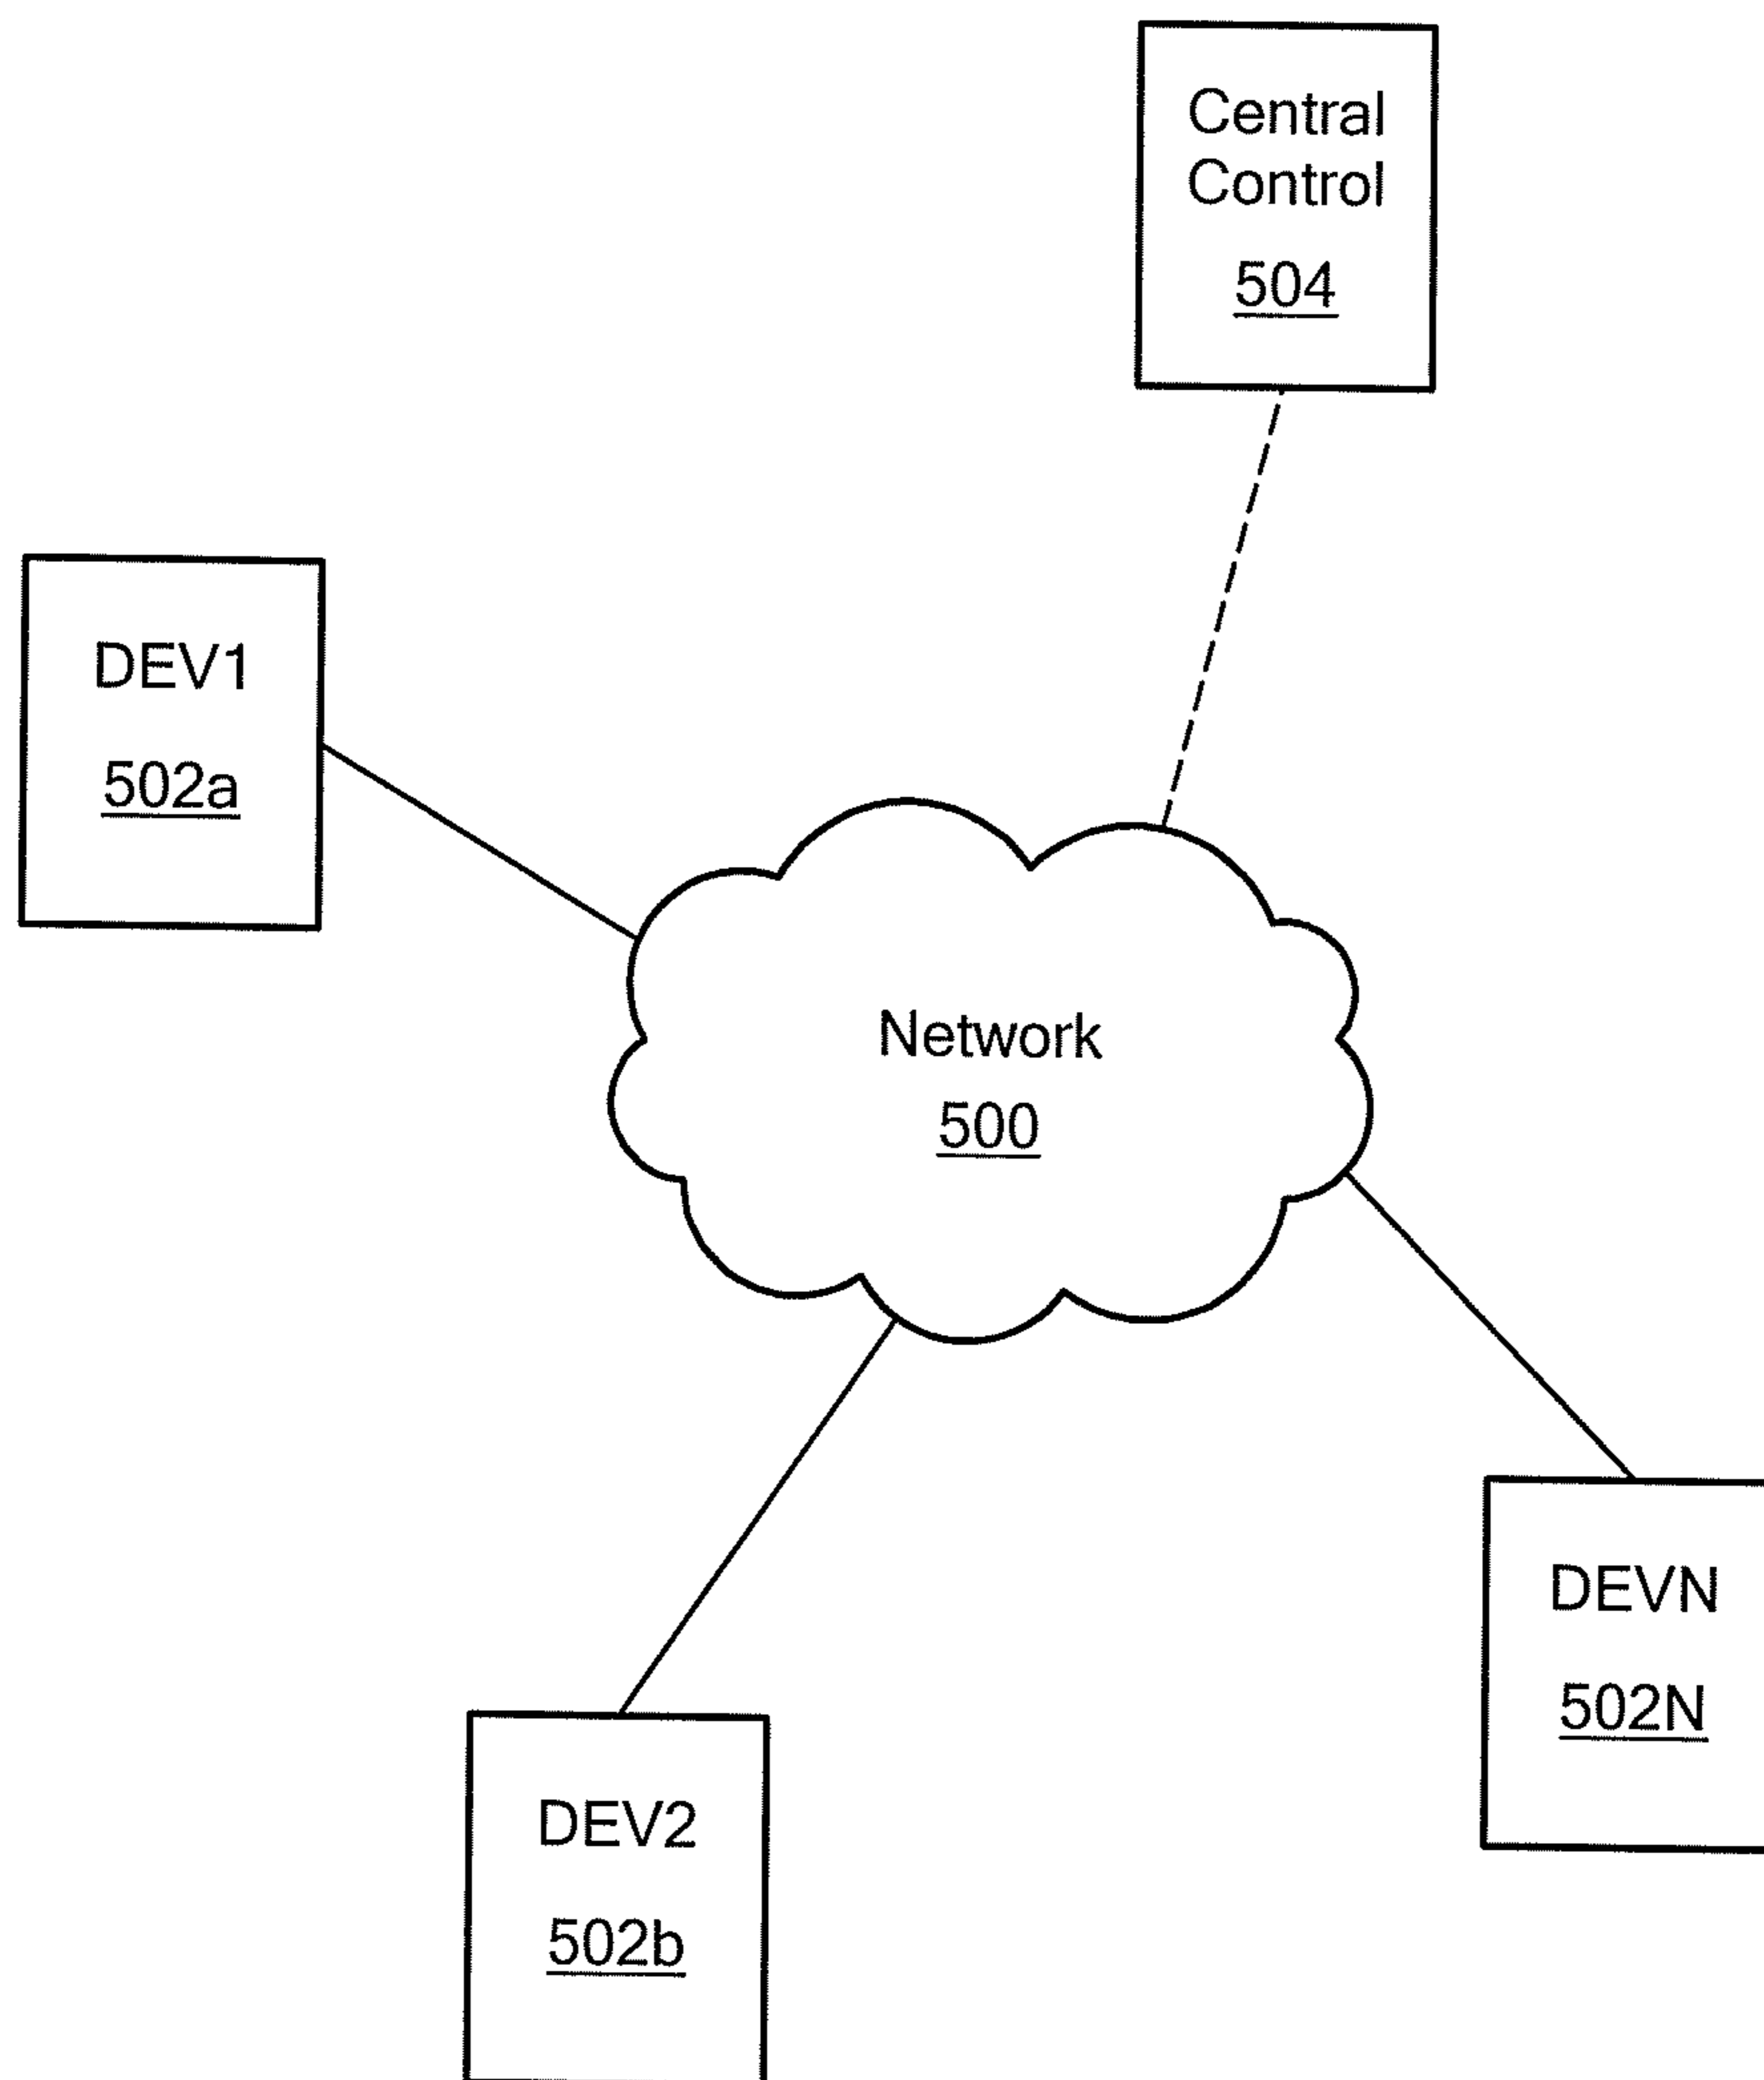 Central
Control
504
DEV1
502a
Network
500
DEVN
502N
DEV2
502b